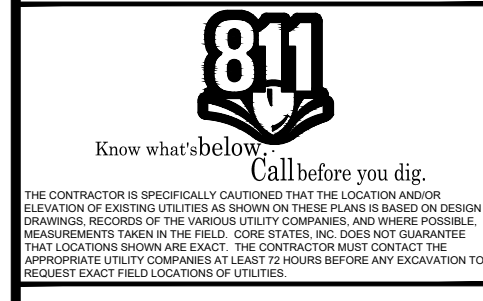 811
Know what's below.
Call before you dig.
THE CONTRACTOR IS SPECIFICALLY CAUTIONED THAT THE LOCATION AND/OR
ELEVATION OF EXISTING UTILITIES AS SHOWN ON THESE PLANS IS BASED ON DESIGN
DRAWINGS, RECORDS OF THE VARIOUS UTILITY COMPANIES, AND WHERE POSSIBLE,
MEASUREMENTS TAKEN IN THE FIELD. CORE STATES, INC. DOES NOT GUARANTEE
THAT LOCATIONS SHOWN ARE EXACT. THE CONTRACTOR MUST CONTACT THE
APPROPRIATE UTILITY COMPANIES AT LEAST 72 HOURS BEFORE ANY EXCAVATION TO
REQUEST EXACT FIELD LOCATIONS OF UTILITIES.